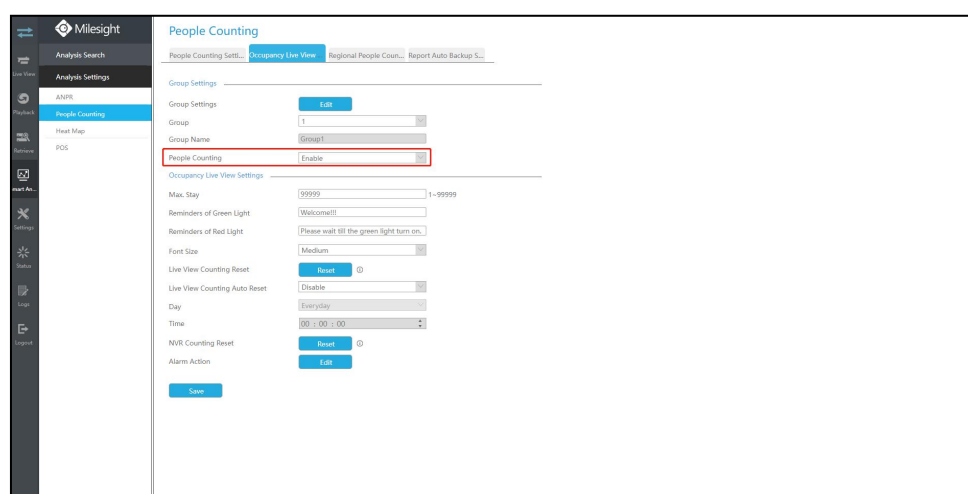 Milesight
People Counting
Analysis Search
People Counting Setti... Occupancy Live View Regional People Coun... Report Auto Backup S...
Live View
Analysis Settings
Group Settings
ANPR
Group Settings Edit
Playback
People Counting
Group 1
Heat Map
Group Name Group1
Retrieve
POS
People Counting Enable
Occupancy Live View Settings
mart An...
Max. Stay 99999 1~99999
Reminders of Green Light Welcome!!!
Settings
Reminders of Red Light Please wait till the green light turn on.
Font Size Medium
Status
Live View Counting Reset Reset
Live View Counting Auto Reset Disable
Logs
Day Everyday
Time 00 : 00 : 00
Logout
NVR Counting Reset Reset
Alarm Action Edit
Save